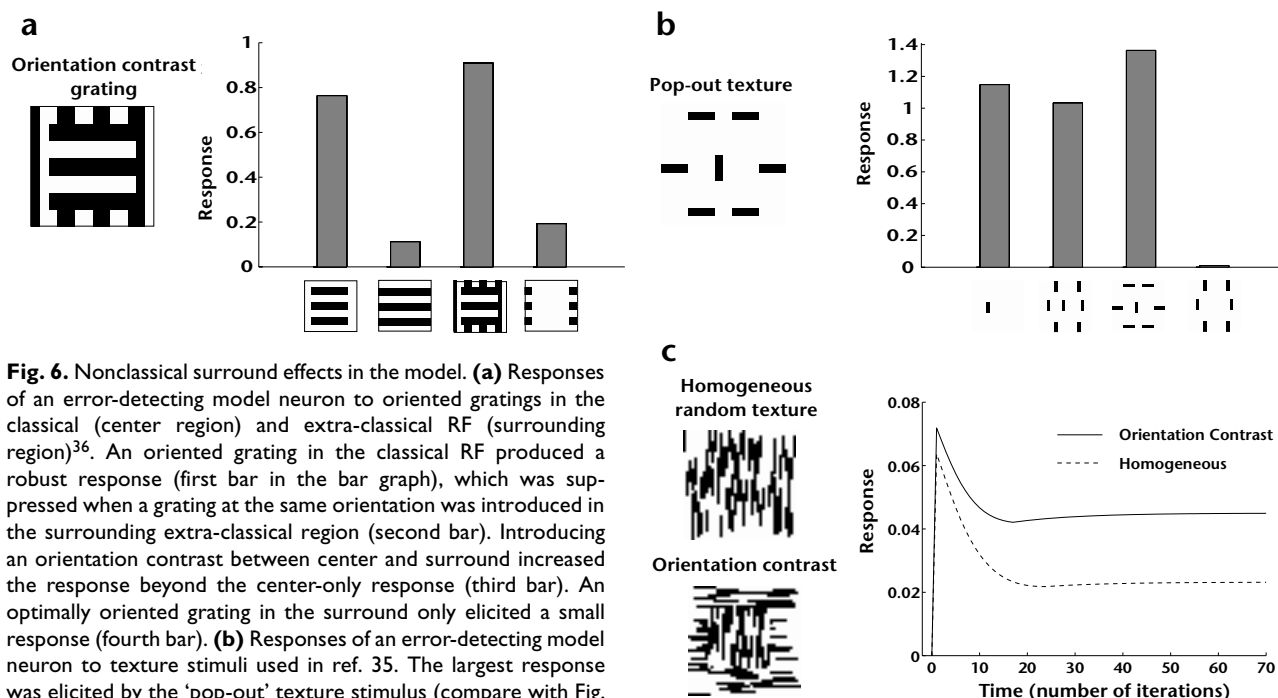 a
Orientation contrast
grating
Response
1
0.8
0.6
0.4
0.2
0
b
Pop-out texture
Response
1.4
1.2
1
0.8
0.6
0.4
0.2
0
Fig. 6. Nonclassical surround effects in the model. (a) Responses
of an error-detecting model neuron to oriented gratings in the
classical (center region) and extra-classical RF (surrounding
region)36. An oriented grating in the classical RF produced a
robust response (first bar in the bar graph), which was sup-
pressed when a grating at the same orientation was introduced in
the surrounding extra-classical region (second bar). Introducing
an orientation contrast between center and surround increased
the response beyond the center-only response (third bar). An
optimally oriented grating in the surround only elicited a small
response (fourth bar). (b) Responses of an error-detecting model
neuron to texture stimuli used in ref. 35. The largest response
was elicited by the ‘pop-out’ texture stimulus (compare with Fig.
c
Homogeneous
random texture
Orientation contrast
Response
0.08
0.06
0.04
0.02
0
Orientation Contrast
Homogeneous
0 10 20 30 40 50 60 70
Time (number of iterations)